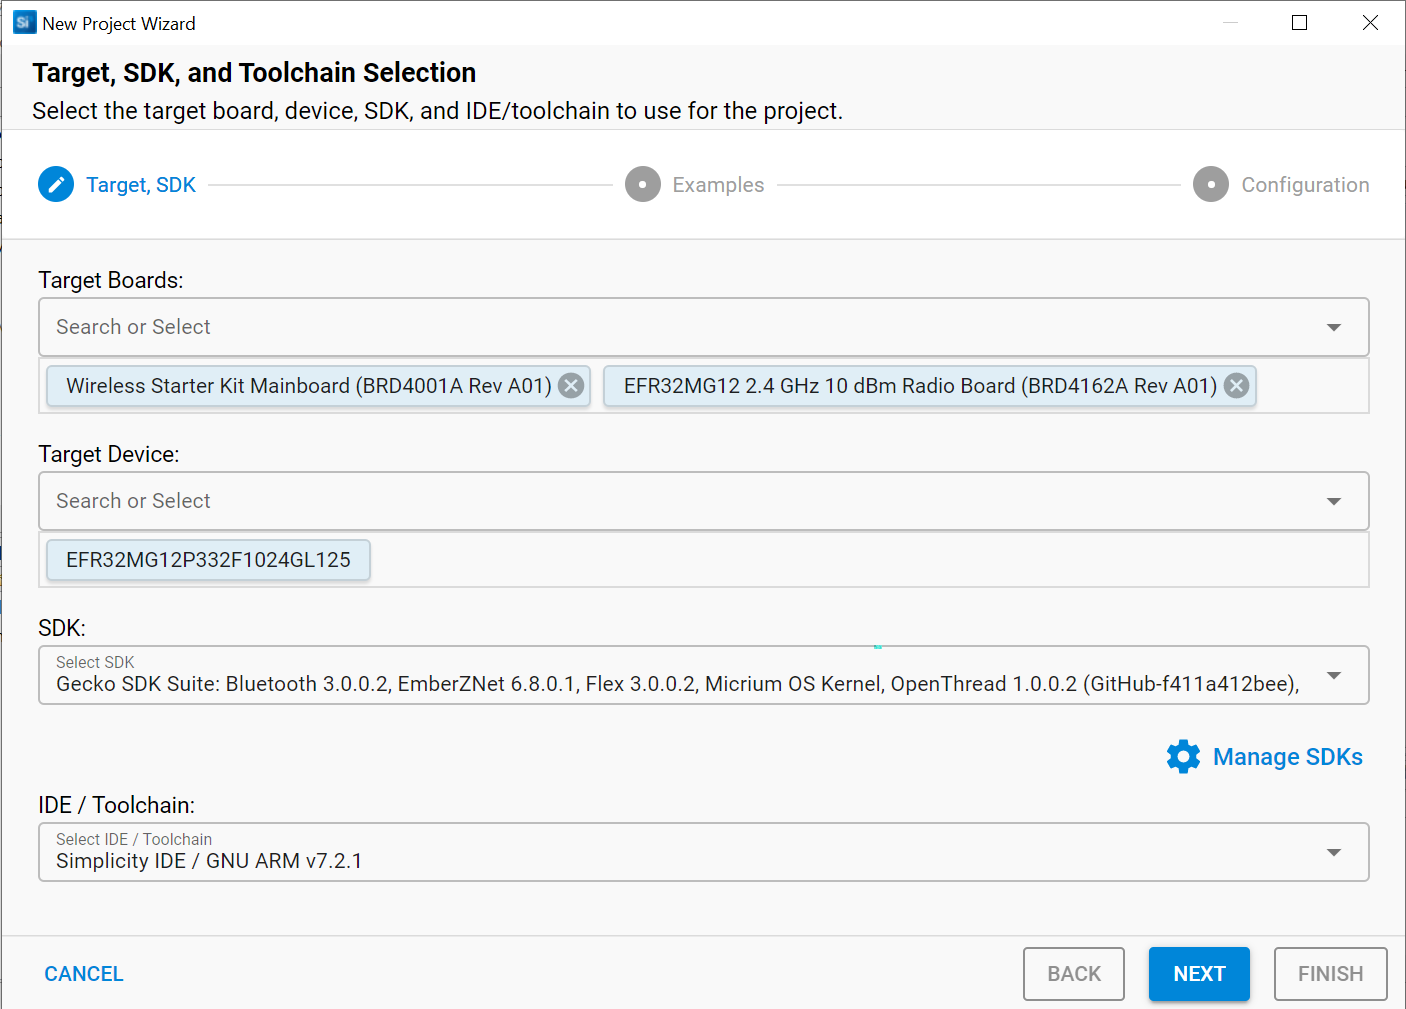 Si New Project Wizard
Target, SDK, and Toolchain Selection
Select the target board, device, SDK, and IDE/toolchain to use for the project.
Target, SDK Examples Configuration
Target Boards:
Search or Select
Wireless Starter Kit Mainboard (BRD4001A Rev A01) EFR32MG12 2.4 GHz 10 dBm Radio Board (BRD4162A Rev A01)
Target Device:
Search or Select
EFR32MG12P332F1024GL125
SDK:
Select SDK
Gecko SDK Suite: Bluetooth 3.0.0.2, EmberZNet 6.8.0.1, Flex 3.0.0.2, Micrium OS Kernel, OpenThread 1.0.0.2 (GitHub-f411a412bee),
Manage SDKs
IDE / Toolchain:
Select IDE / Toolchain
Simplicity IDE / GNU ARM v7.2.1
CANCEL BACK NEXT FINISH